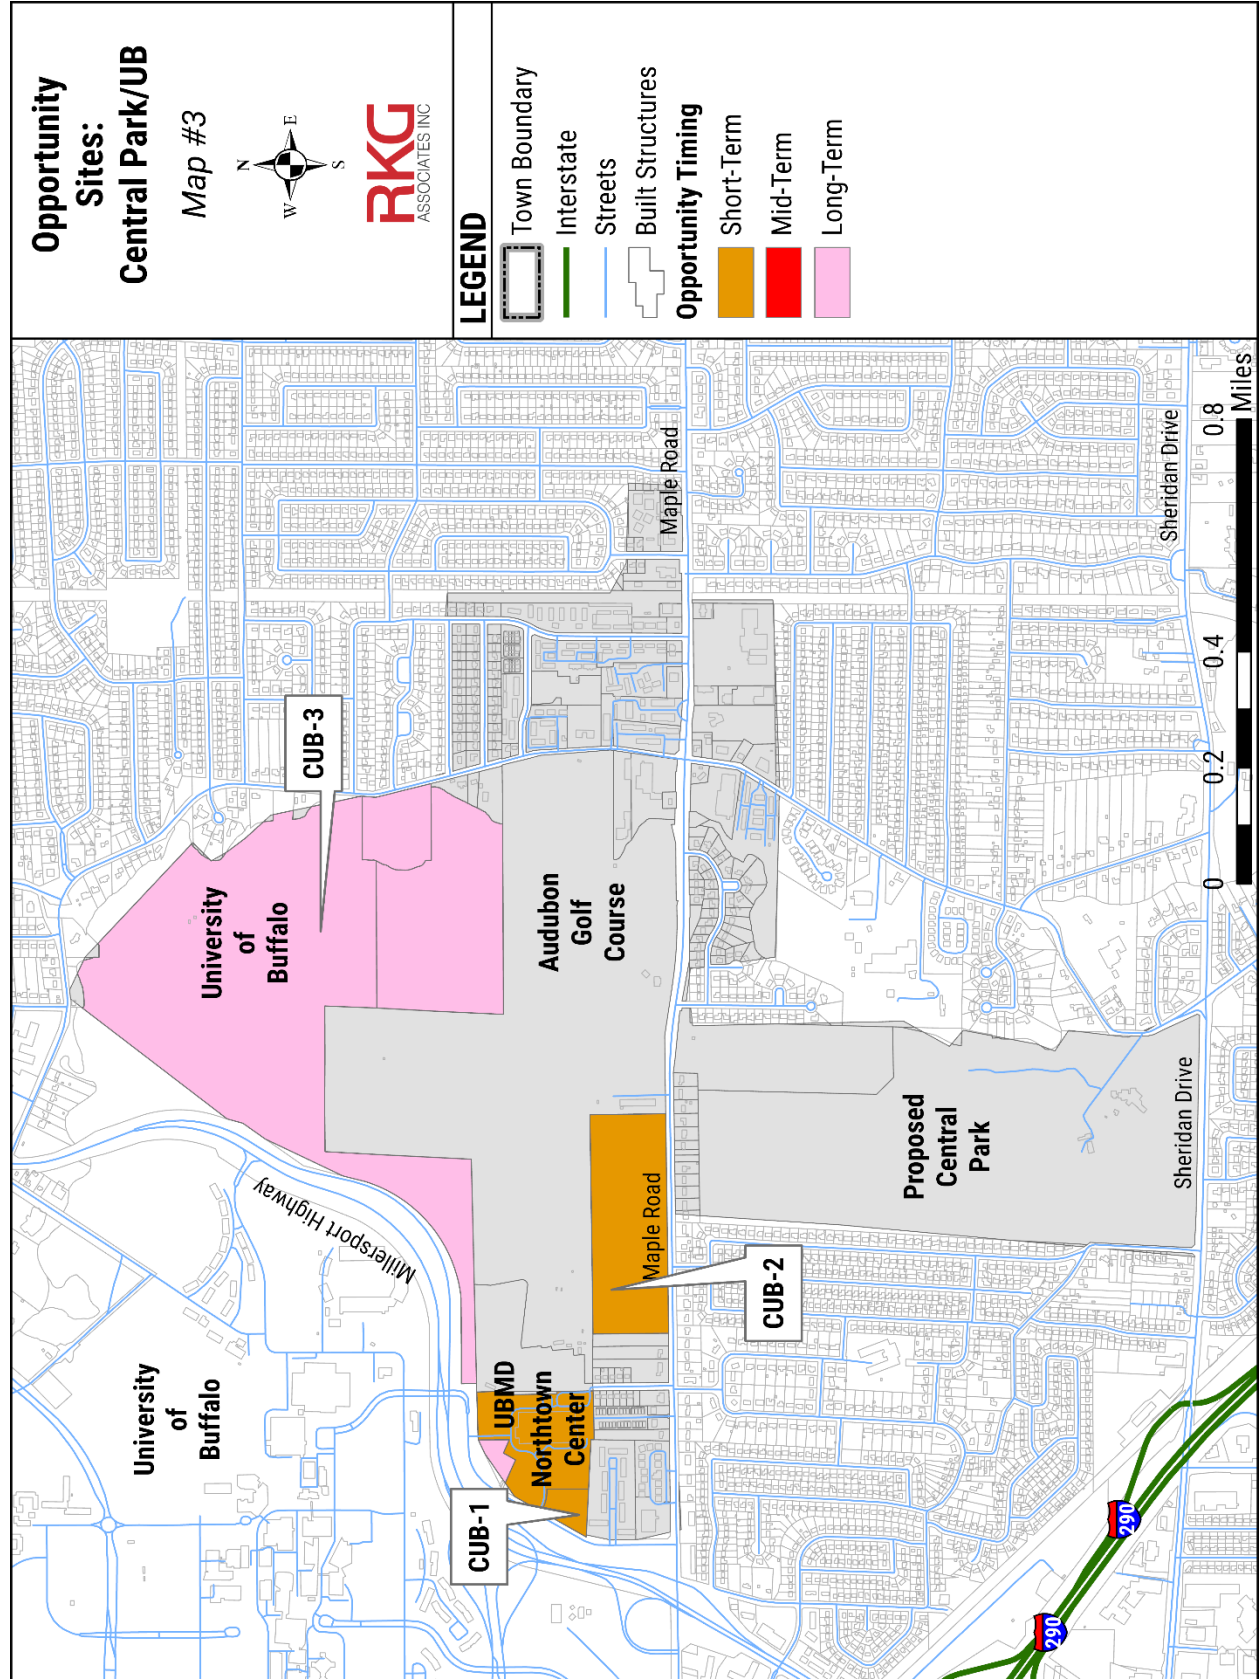 Opportunity
Sites:
Central Park/UB
Map #3
N
W
E
S
RKG
ASSOCIATES INC
LEGEND
Town Boundary
Interstate
Streets
Built Structures
Opportunity Timing
Short-Term
Mid-Term
Long-Term
University
of
Buffalo
Millersport Highway
University
of
Buffalo
CUB-3
CUB-1
UBMD
Northtown
Center
Audubon
Golf
Course
Maple Road
Maple Road
CUB-2
Proposed
Central
Park
Sheridan Drive
Sheridan Drive
290
290
0
0.2
0.4
0.8
Miles